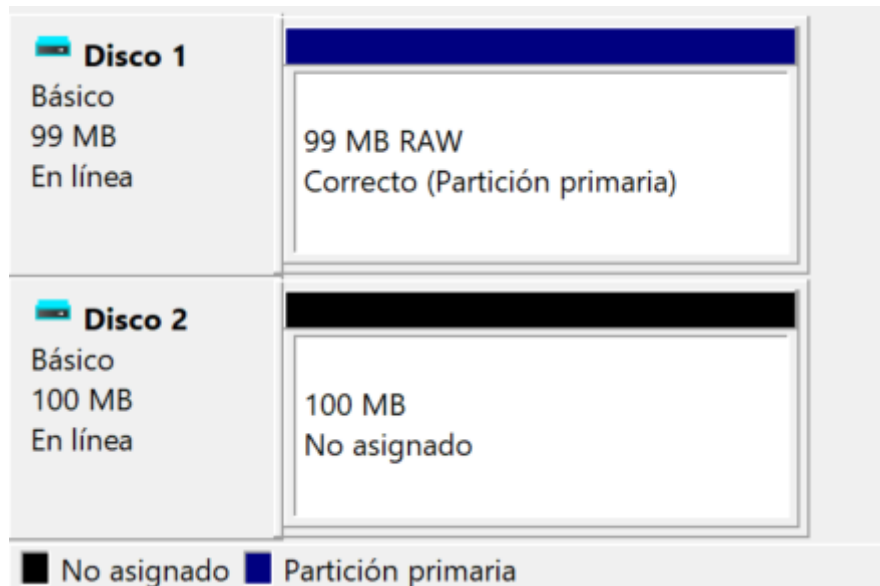 Disco 1
Básico
99 MB
En línea
99 MB RAW
Correcto (Partición primaria)
Disco 2
Básico
100 MB
En línea
100 MB
No asignado
No asignado Partición primaria